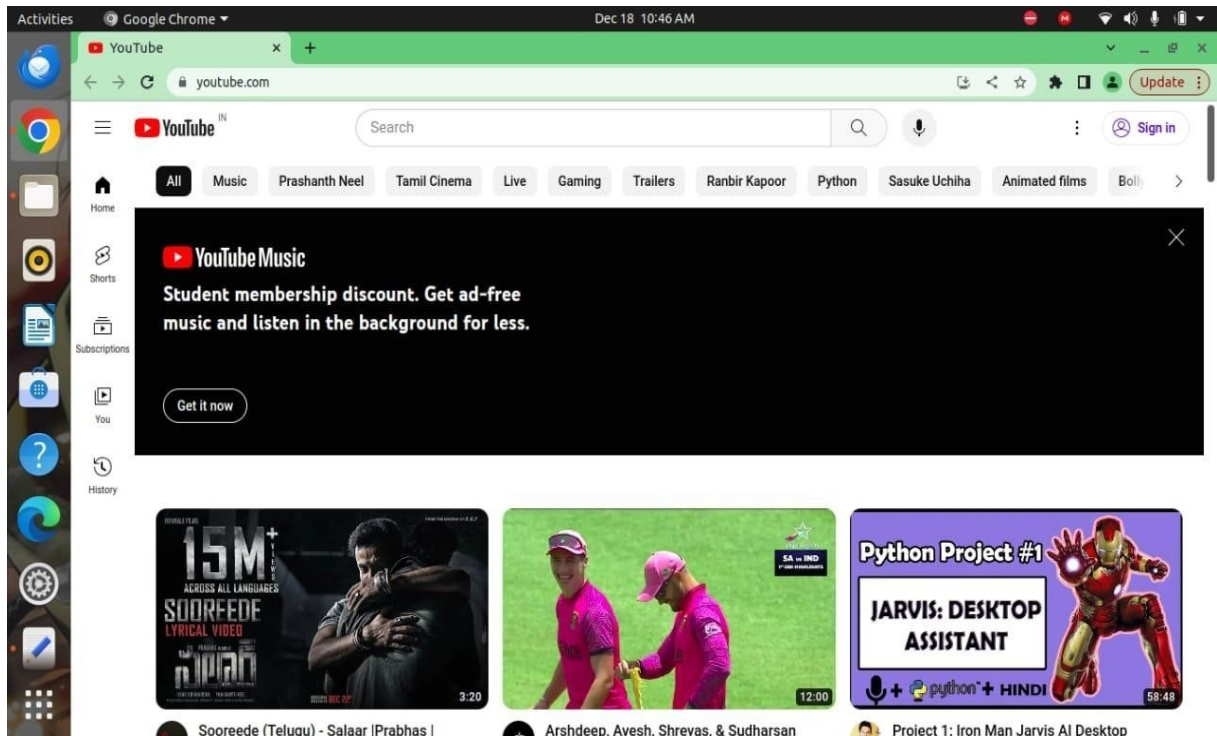 Activities
Google Chrome
Dec 18 10:46 AM
YouTube
youtube.com
Update
YouTube IN
Search
Sign in
All
Music
Prashanth Neel
Tamil Cinema
Live
Gaming
Trailers
Ranbir Kapoor
Python
Sasuke Uchiha
Animated films
Home
Shorts
Subscriptions
You
History
YouTube Music
Student membership discount. Get ad-free
music and listen in the background for less.
Get it now
15M+
VIEWS
ACROSS ALL LANGUAGES
SOOREEDE
LYRICAL VIDEO
సలార్
3:20
SA vs IND
12:00
Python Project #1
JARVIS: DESKTOP
ASSISTANT
+ python + HINDI
58:48
Sooreede (Telugu) - Salaar |Prabhas |
Arshdeep, Avesh, Shreyas, & Sudharsan
Project 1: Iron Man Jarvis AI Desktop